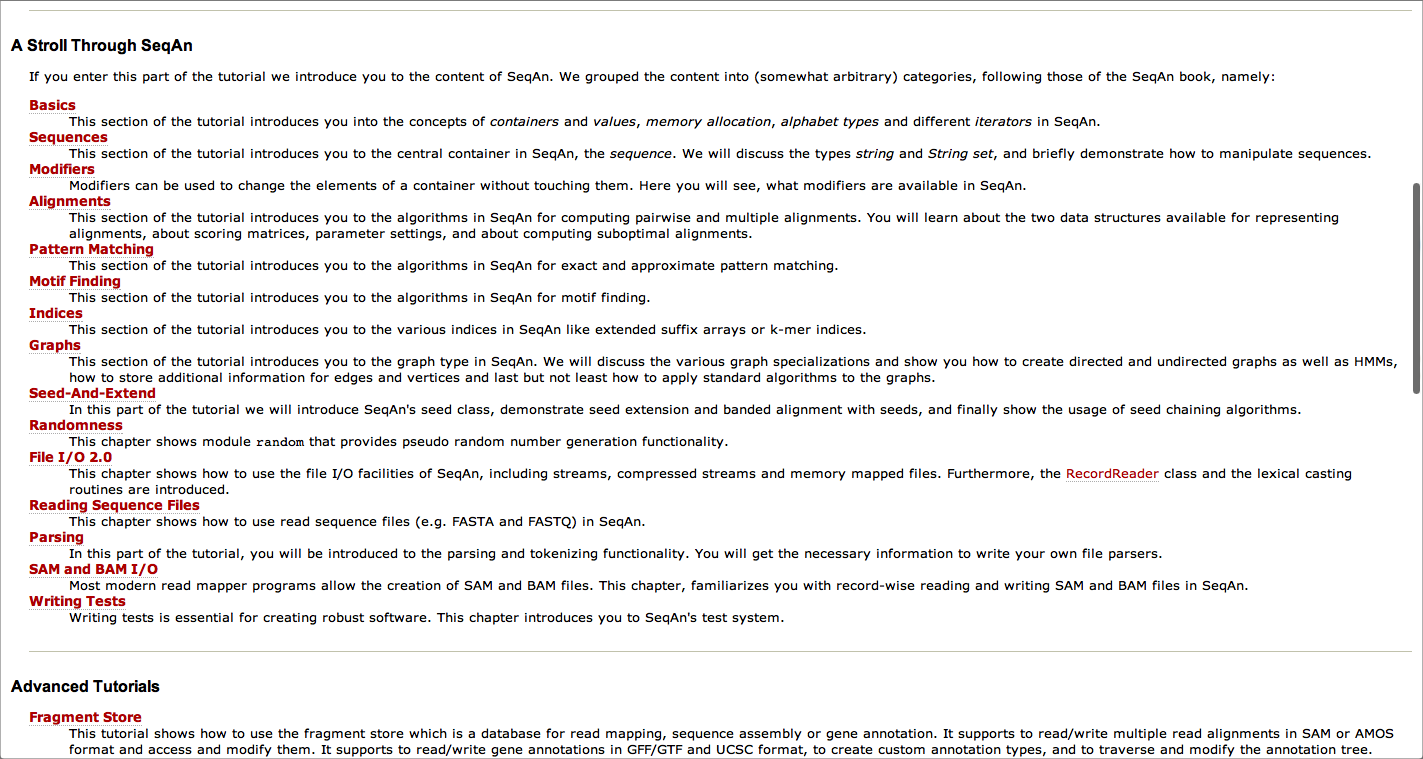 A Stroll Through SeqAn
If you enter this part of the tutorial we introduce you to the content of SeqAn. We grouped the content into (somewhat arbitrary) categories, following those of the SeqAn book, namely:
Basics
This section of the tutorial introduces you into the concepts of containers and values, memory allocation, alphabet types and different iterators in SeqAn.
Sequences
This section of the tutorial introduces you to the central container in SeqAn, the sequence. We will discuss the types string and String set, and briefly demonstrate how to manipulate sequences.
Modifiers
Modifiers can be used to change the elements of a container without touching them. Here you will see, what modifiers are available in SeqAn.
Alignments
This section of the tutorial introduces you to the algorithms in SeqAn for computing pairwise and multiple alignments. You will learn about the two data structures available for representing
alignments, about scoring matrices, parameter settings, and about computing suboptimal alignments.
Pattern Matching
This section of the tutorial introduces you to the algorithms in SeqAn for exact and approximate pattern matching.
Motif Finding
This section of the tutorial introduces you to the algorithms in SeqAn for motif finding.
Indices
This section of the tutorial introduces you to the various indices in SeqAn like extended suffix arrays or k-mer indices.
Graphs
This section of the tutorial introduces you to the graph type in SeqAn. We will discuss the various graph specializations and show you how to create directed and undirected graphs as well as HMMs,
how to store additional information for edges and vertices and last but not least how to apply standard algorithms to the graphs.
Seed-And-Extend
In this part of the tutorial we will introduce SeqAn's seed class, demonstrate seed extension and banded alignment with seeds, and finally show the usage of seed chaining algorithms.
Randomness
This chapter shows module random that provides pseudo random number generation functionality.
File I/O 2.0
This chapter shows how to use the file I/O facilities of SeqAn, including streams, compressed streams and memory mapped files. Furthermore, the RecordReader class and the lexical casting
routines are introduced.
Reading Sequence Files
This chapter shows how to use read sequence files (e.g. FASTA and FASTQ) in SeqAn.
Parsing
In this part of the tutorial, you will be introduced to the parsing and tokenizing functionality. You will get the necessary information to write your own file parsers.
SAM and BAM I/O
Most modern read mapper programs allow the creation of SAM and BAM files. This chapter, familiarizes you with record-wise reading and writing SAM and BAM files in SeqAn.
Writing Tests
Writing tests is essential for creating robust software. This chapter introduces you to SeqAn's test system.
Advanced Tutorials
Fragment Store
This tutorial shows how to use the fragment store which is a database for read mapping, sequence assembly or gene annotation. It supports to read/write multiple read alignments in SAM or AMOS
format and access and modify them. It supports to read/write gene annotations in GFF/GTF and UCSC format, to create custom annotation types, and to traverse and modify the annotation tree.